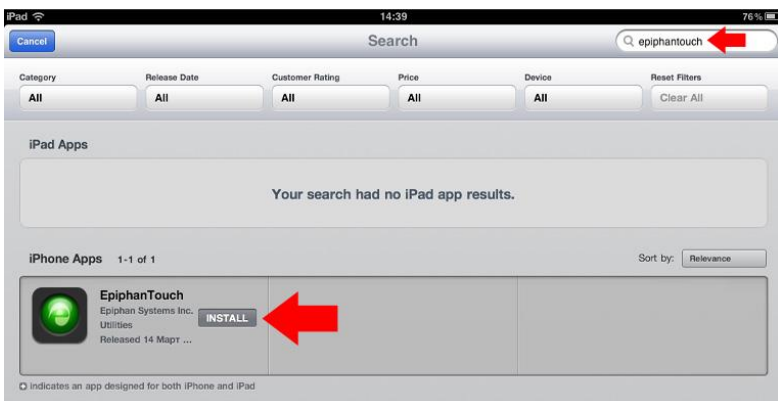 iPad 14:39 76%
Cancel Search epiphantouch
Category Release Date Customer Rating Price Device Reset Filters
All All All All All Clear All
iPad Apps
Your search had no iPad app results.
iPhone Apps 1-1 of 1 Sort by: Relevance
EpiphanTouch
Epiphan Systems Inc.
INSTALL
Utilities
Released 14 Март ...
indicates an app designed for both iPhone and iPad